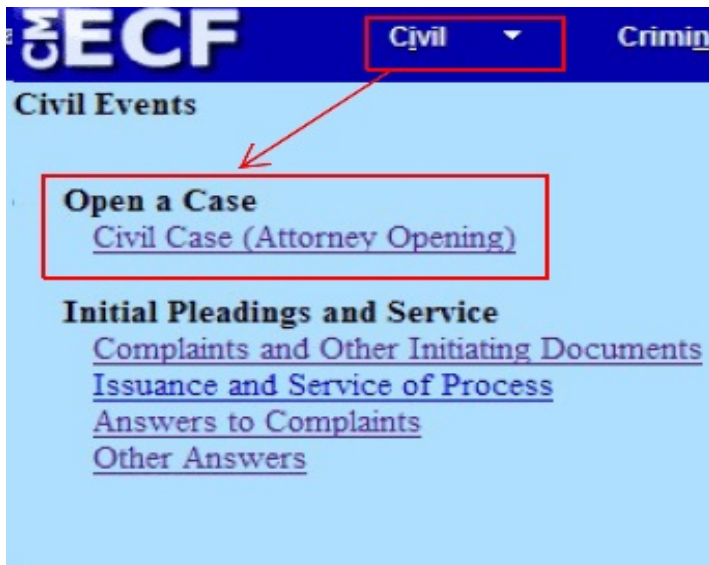 CM ECF Civil Crimin
Civil Events
Open a Case
Civil Case (Attorney Opening)
Initial Pleadings and Service
Complaints and Other Initiating Documents
Issuance and Service of Process
Answers to Complaints
Other Answers